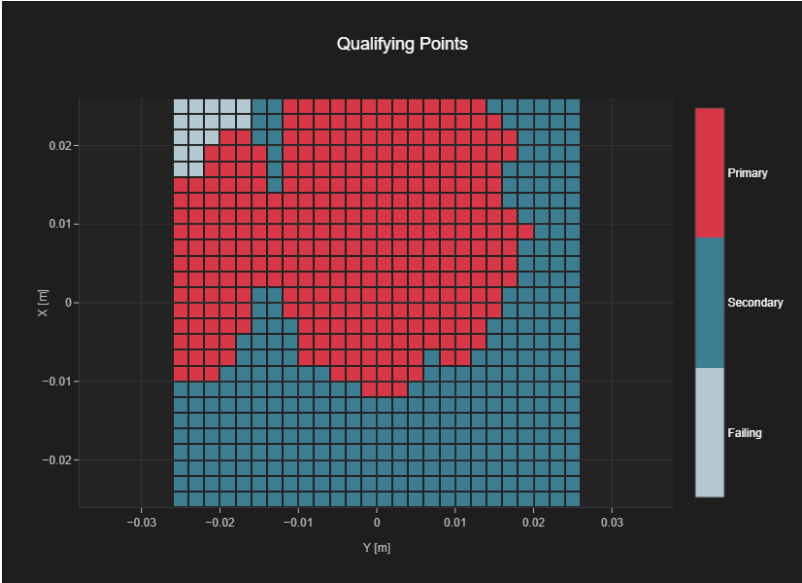 Qualifying Points
0.02
0.01
0
−0.01
−0.02
X [m]
−0.03
−0.02
−0.01
0
0.01
0.02
0.03
Y [m]
Primary
Secondary
Failing